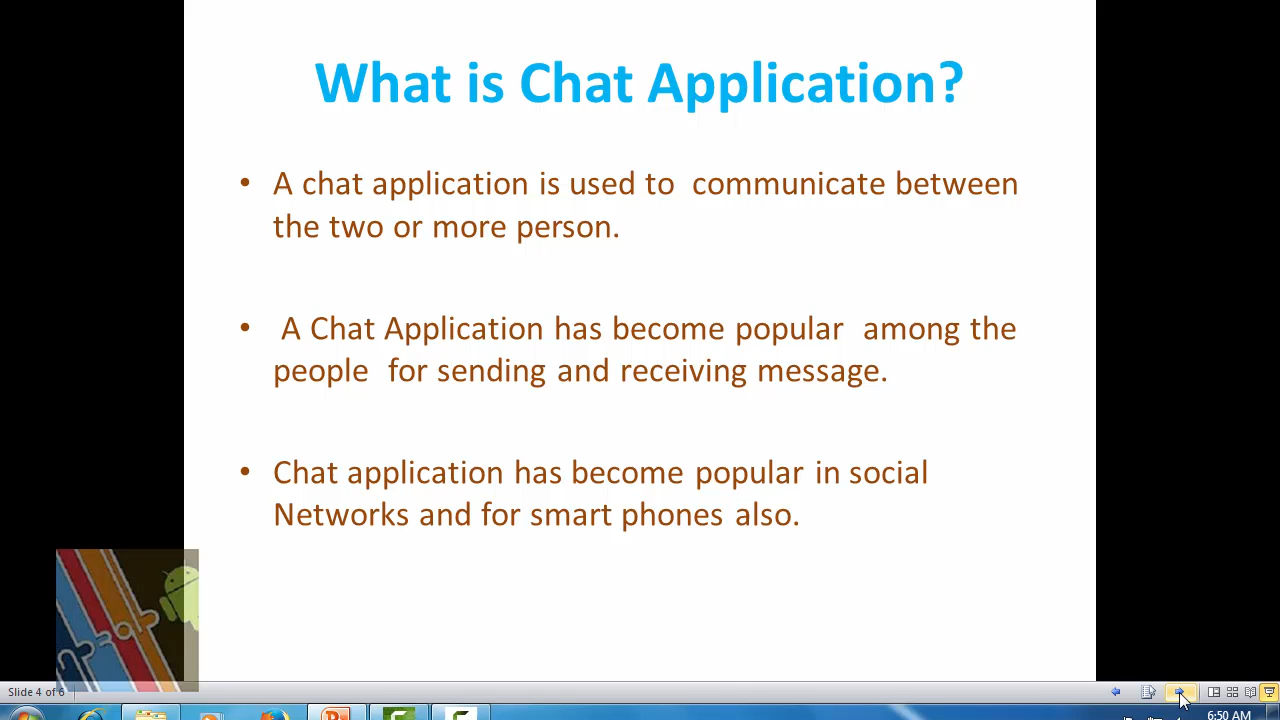 What is Chat Application?
• A chat application is used to communicate between
the two or more person.
• A Chat Application has become popular among the
people for sending and receiving message.
• Chat application has become popular in social
Networks and for smart phones also.
Slide 4 of 6
6:50 AM